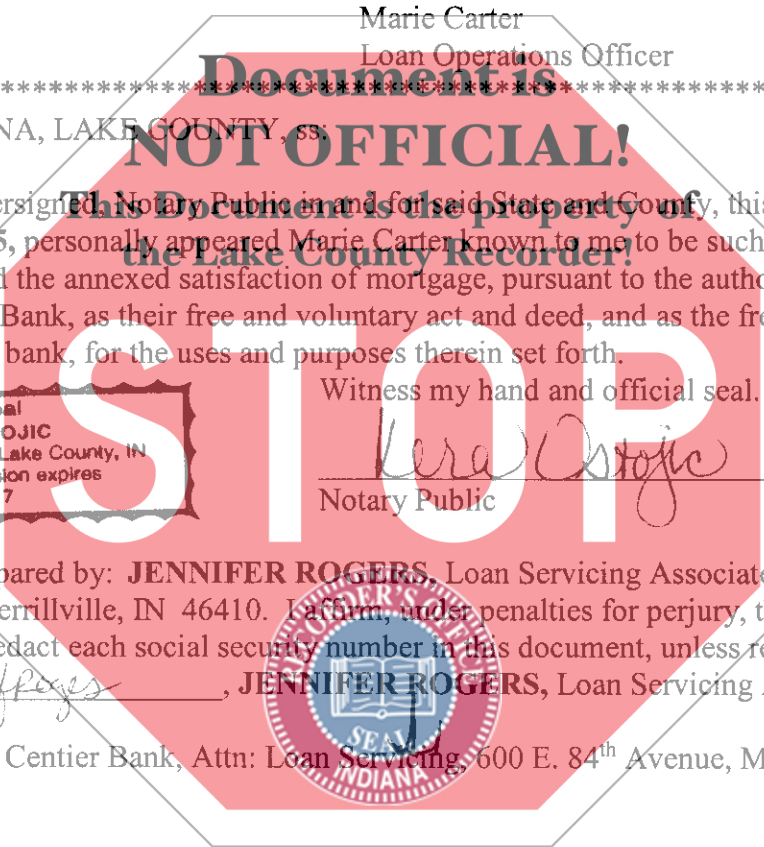 Marie Carter
Loan Operations Officer
Document is
NA, LAKE COUNTY, ss:
NOT OFFICIAL!
ersigned, Notary Public in and for said State and County, this
This Document is the property of
5, personally appeared Marie Carter known to me to be such
the Lake County Recorder!
d the annexed satisfaction of mortgage, pursuant to the autho
Bank, as their free and voluntary act and deed, and as the fre
bank, for the uses and purposes therein set forth.
STOP
Witness my hand and official seal.
al
OJIC
Lake County, IN
sion expires
7
Lera Ostojic
Notary Public
pared by: JENNIFER ROGERS, Loan Servicing Associate
errillville, IN 46410. I affirm, under penalties for perjury, t
edact each social security number in this document, unless re
, JENNIFER ROGERS, Loan Servicing A
RECORDER'S OFFICE
SEAL
INDIANA
Centier Bank, Attn: Loan Servicing, 600 E. 84th Avenue, M